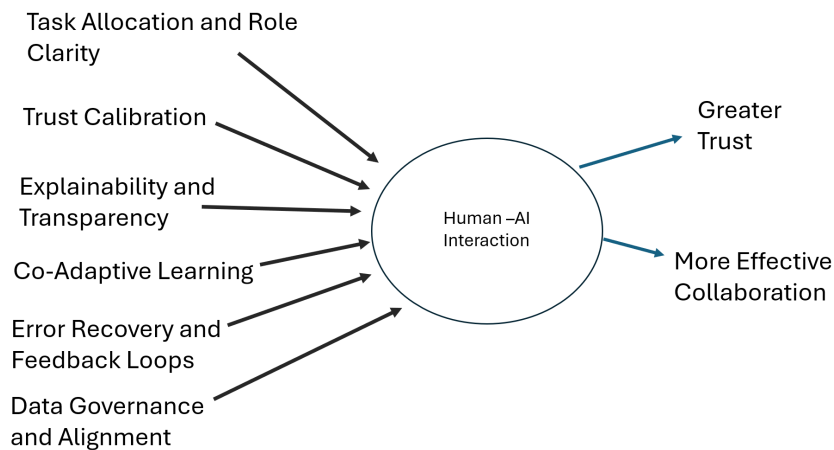 Task Allocation and Role
Clarity
Trust Calibration
Explainability and
Transparency
Co-Adaptive Learning
Error Recovery and
Feedback Loops
Data Governance
and Alignment
Human –AI
Interaction
Greater
Trust
More Effective
Collaboration